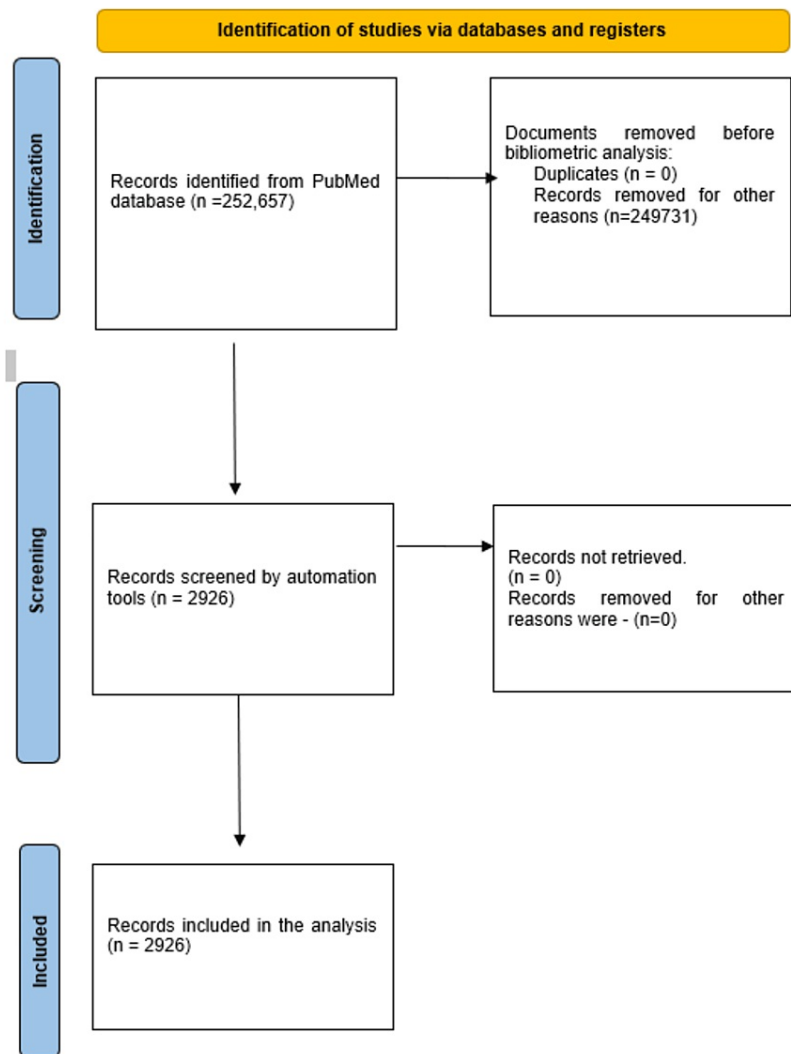 Identification of studies via databases and registers
Identification
Records identified from PubMed
database (n =252,657)
Documents removed before
bibliometric analysis:
Duplicates (n = 0)
Records removed for other
reasons (n=249731)
Screening
Records screened by automation
tools (n = 2926)
Records not retrieved.
(n = 0)
Records removed for other
reasons were - (n=0)
Included
Records included in the analysis
(n = 2926)